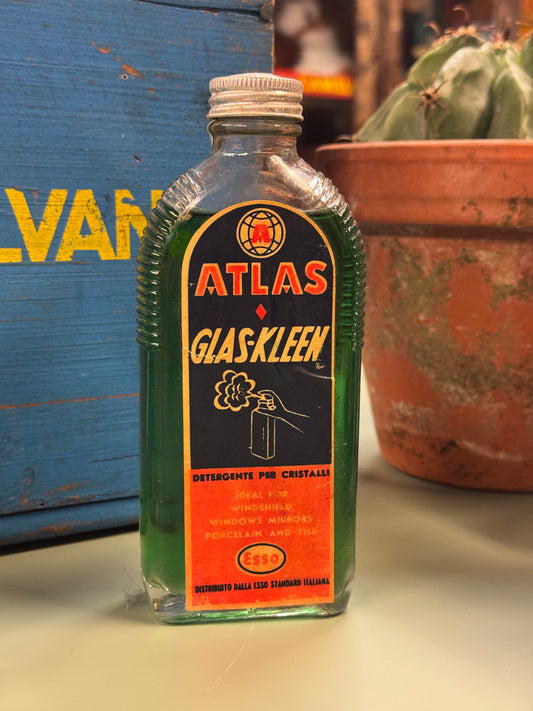 LVAN
A
ATLAS
GLAS-KLEEN
DETERGENTE PER CRISTALLI
IDEAL FOR
WINDSHIELD
WINDOWS MIRRORS
PORCELAIN AND TILE
Esso
DISTRIBUITO DALLA ESSO STANDARD ITALIANA